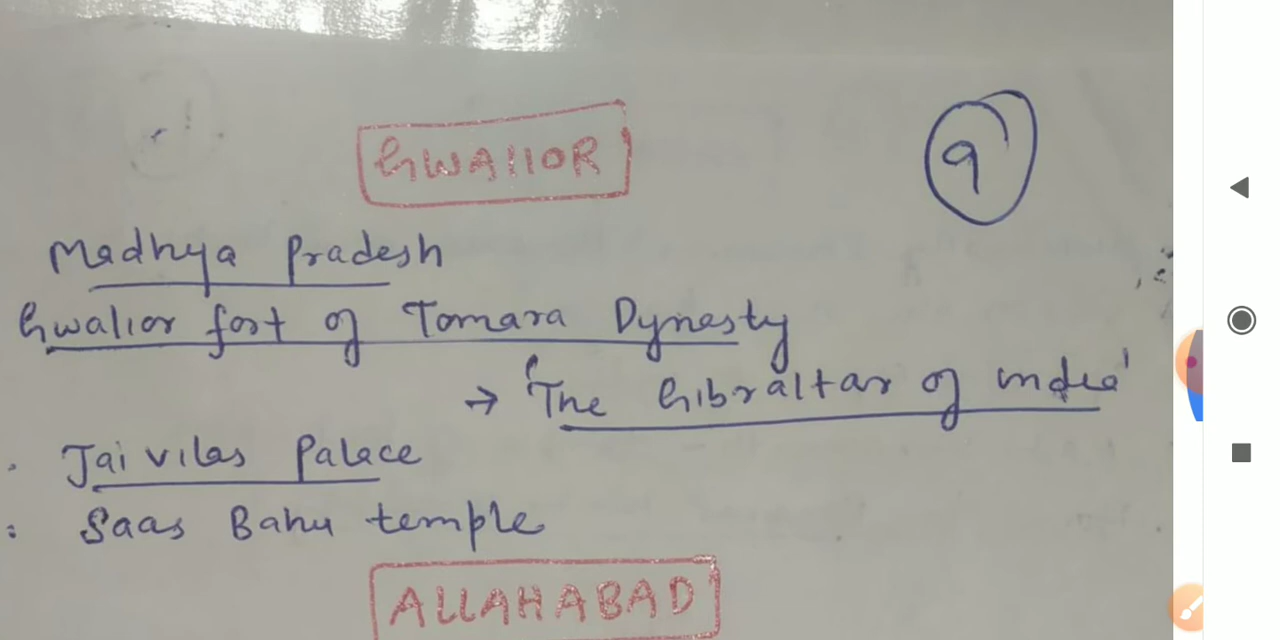 GWALIOR
9
Madhya Pradesh
Gwalior fort of Tomara Dynasty
→ 'The Gibraltar of india'
Jai vilas Palace
Saas Bahu temple
ALLAHABAD